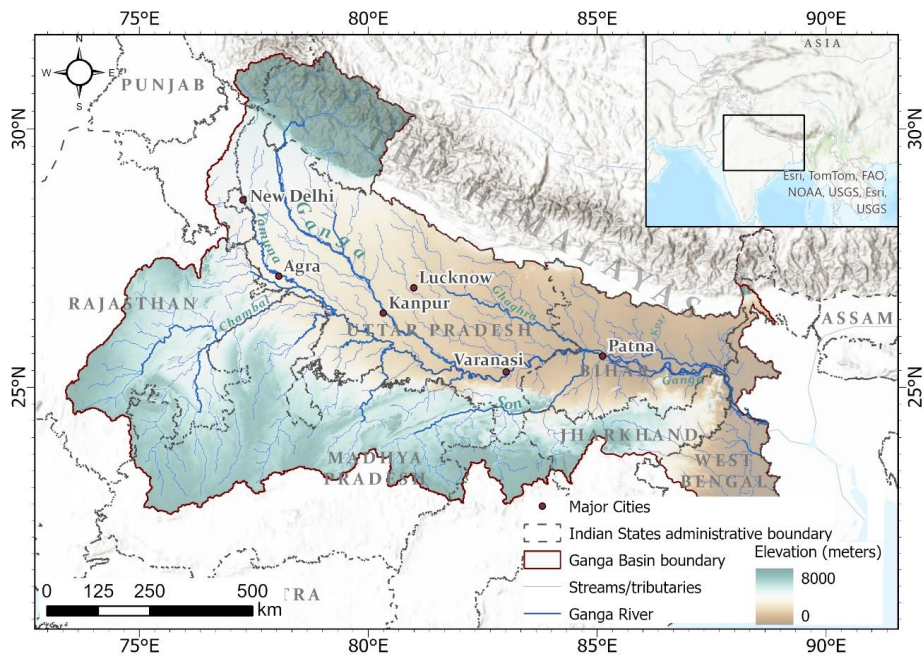 75°E
80°E
85°E
90°E
N
W
E
S
PUNJAB
30°N
30°N
ASIA
Esri, TomTom, FAO,
NOAA, USGS, Esri,
USGS
THE HIMALAYAS
New Delhi
Ganga
Yamuna
Agra
Lucknow
RAJASTHAN
Chambal
Kanpur
Ghaghra
UTTAR PRADESH
Kosi
ASSAM
Varanasi
Patna
BIHAR
25°N
25°N
Ganga
Son
JHARKHAND
MADHYA
PRADESH
WEST
BENGAL
Major Cities
Indian States administrative boundary
Ganga Basin boundary
Streams/tributaries
Ganga River
Elevation (meters)
8000
0
0
125
250
500
km
TRA
75°E
80°E
85°E
90°E